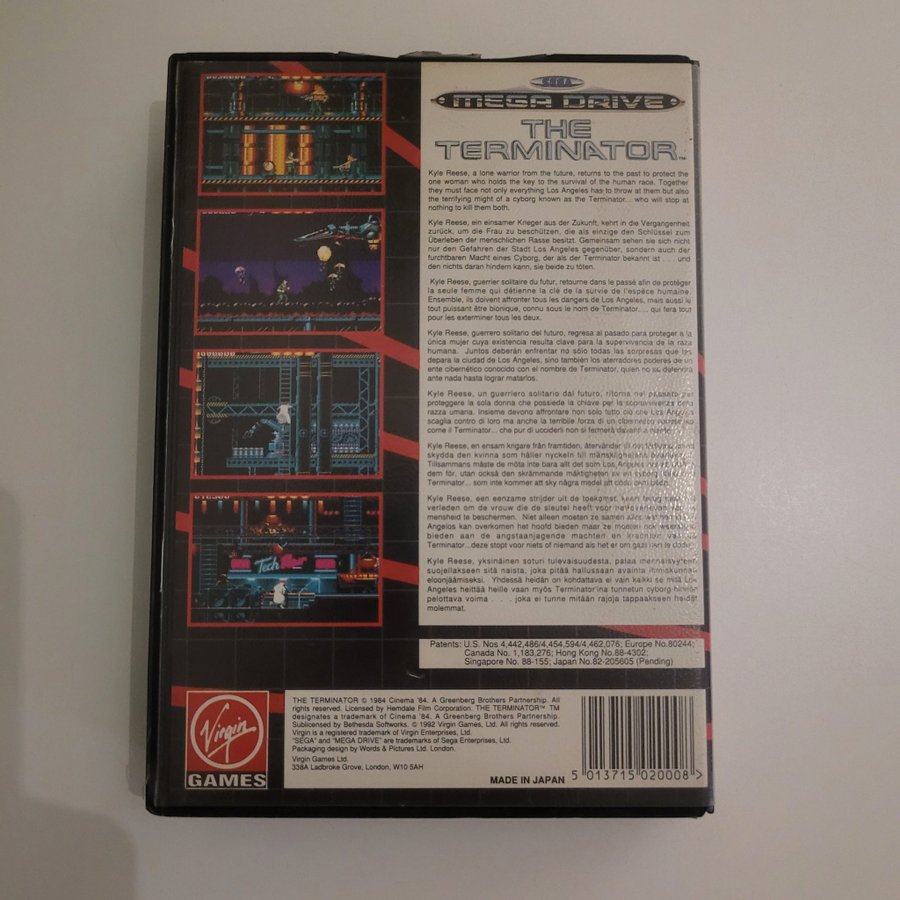 SEGA
MEGA DRIVE
THE
TERMINATOR™
Kyle Reese, a lone warrior from the future, returns to the past to protect the
one woman who holds the key to the survival of the human race. Together
they must face not only everything Los Angeles has to throw at them but also
the terrifying might of a cyborg known as the Terminator... who will stop at
nothing to kill them both.
Kyle Reese, ein einsamer Krieger aus der Zukunft, kehrt in die Vergangenheit
zurück, um die Frau zu beschützen, die als einzige den Schlüssel zum
Überleben der menschlichen Rasse besitzt. Gemeinsam sehen sie sich nicht
nur den Gefahren der Stadt Los Angeles gegenüber, sondern auch der
furchtbaren Macht eines Cyborg, der als der Terminator bekannt ist . . . und
den nichts daran hindern kann, sie beide zu töten.
Kyle Reese, guerrier solitaire du futur, retourne dans le passé afin de protéger
la seule femme qui détienne la clé de la survie de l'espèce humaine.
Ensemble, ils doivent affronter tous les dangers de Los Angeles, mais aussi le
tout puissant être bionique, connu sous le nom de Terminator.... qui fera tout
pour les exterminer tous les deux.
Kyle Reese, guerrero solitario del futuro, regresa al pasado para proteger a la
única mujer cuya existencia resulta clave para la supervivencia de la raza
humana. Juntos deberán enfrentar no sólo todas las sorpresas que les
depara la ciudad de Los Angeles, sino también los aterradores poderes de un
ente cibernético conocido con el nombre de Terminator, quien no se detendrá
ante nada hasta lograr matarlos.
Kyle Reese, un guerriero solitario dal futuro, ritorna nel passato per
proteggere la sola donna che possiede la chiave per la sopravvivenza della
razza umana. Insieme devono affrontare non solo tutto ciò che Los Angeles
scaglia contro di loro ma anche la terribile forza di un cibernetico
come il Terminator... che pur di ucciderli non si fermerà davanti a niente.
Kyle Reese, en ensam krigare från framtiden, återvänder till
skydda den kvinna som håller nyckeln till mänsklighetens
Tillsammans måste de möta inte bara allt det som Los Angeles
dem för, utan också den skrämmande mäktigheten av en cyborg
Terminator... som inte kommer att sky några medel att döda dem båda.
Kyle Reese, een eenzame strijder uit de toekomst, keert terug naar het
verleden om de vrouw die de sleutel heeft voor het overleven van de
mensheid te beschermen. Niet alleen moeten ze samen alles wat Los
Angelos kan overkomen het hoofd bieden maar ze moeten ook weerstand
bieden aan de angstaanjagende machten en krachten van
Terminator...deze stopt voor niets of niemand als het er om gaat hen te doden.
Kyle Reese, yksinäinen soturi tulevaisuudesta, palaa menneisyyteen
suojellakseen sitä naista, joka pitää hallussaan avainta ihmiskunnan
eloonjäämiseksi. Yhdessä heidän on kohdattava ei vain kaikki se mitä Los
Angeles heittää heille vaan myös Terminator'ina tunnetun cyborg-hirviön
pelottava voima . . . joka ei tunne mitään rajoja tappaakseen heidät
molemmat.
Tech
Patents: U.S. Nos 4,442,486/4,454,594/4,462,076; Europe No.80244;
Canada No. 1,183,276; Hong Kong No.88-4302;
Singapore No. 88-155; Japan No.82-205605 (Pending)
Virgin
GAMES
THE TERMINATOR © 1984 Cinema '84. A Greenberg Brothers Partnership. All
rights reserved. Licensed by Hemdale Film Corporation. THE TERMINATOR™ TM
designates a trademark of Cinema '84. A Greenberg Brothers Partnership.
Sublicensed by Bethesda Softworks. © 1992 Virgin Games, Ltd. All rights reserved.
Virgin is a registered trademark of Virgin Enterprises, Ltd.
"SEGA" and "MEGA DRIVE" are trademarks of Sega Enterprises, Ltd.
Packaging design by Words & Pictures Ltd. London.
Virgin Games Ltd.
338A Ladbroke Grove, London, W10 5AH
MADE IN JAPAN
5 013715 020008 >